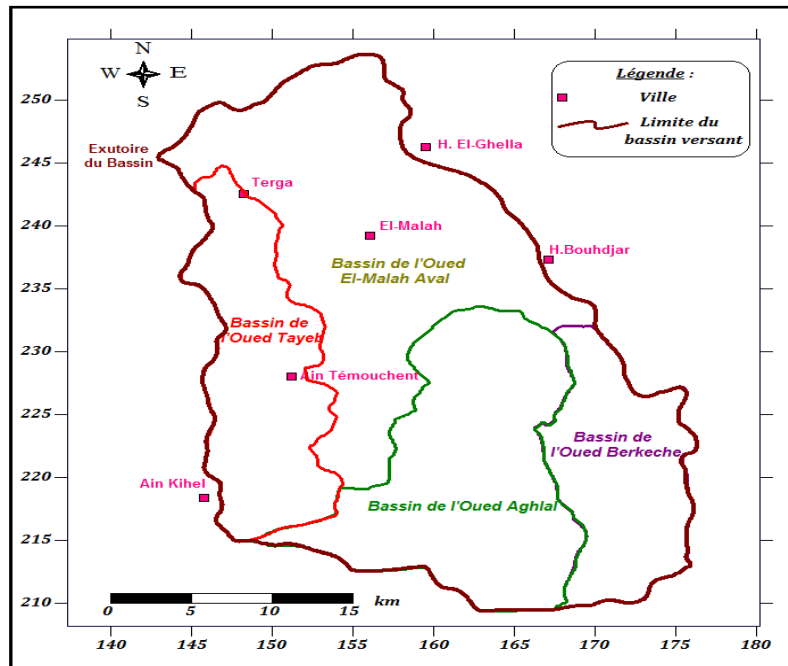 N
W E
S
Légende :
Ville
Limite du
bassin versant
250
Exutoire
du Bassin
H. El-Ghella
245
Terga
240
El-Malah
H.Bouhdjar
Bassin de l'Oued
El-Malah Aval
235
Bassin de
l'Oued Tayeb
230
Ain Témouchent
225
Bassin de
l'Oued Berkeche
220
Ain Kihel
Bassin de l'Oued Aghlal
215
210
0 5 10 15 km
140 145 150 155 160 165 170 175 180